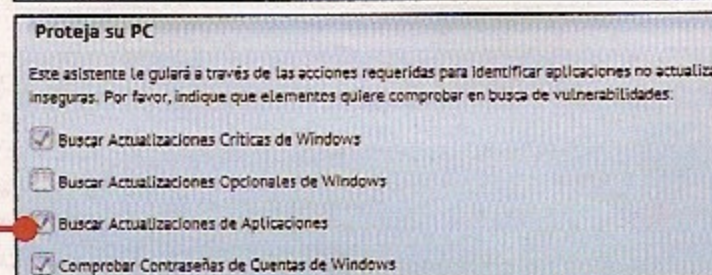 Proteja su PC
Este asistente le guiará a través de las acciones requeridas para identificar aplicaciones no actualiza
inseguras. Por favor, indique que elementos quiere comprobar en busca de vulnerabilidades:
Buscar Actualizaciones Críticas de Windows
Buscar Actualizaciones Opcionales de Windows
Buscar Actualizaciones de Aplicaciones
Comprobar Contraseñas de Cuentas de Windows